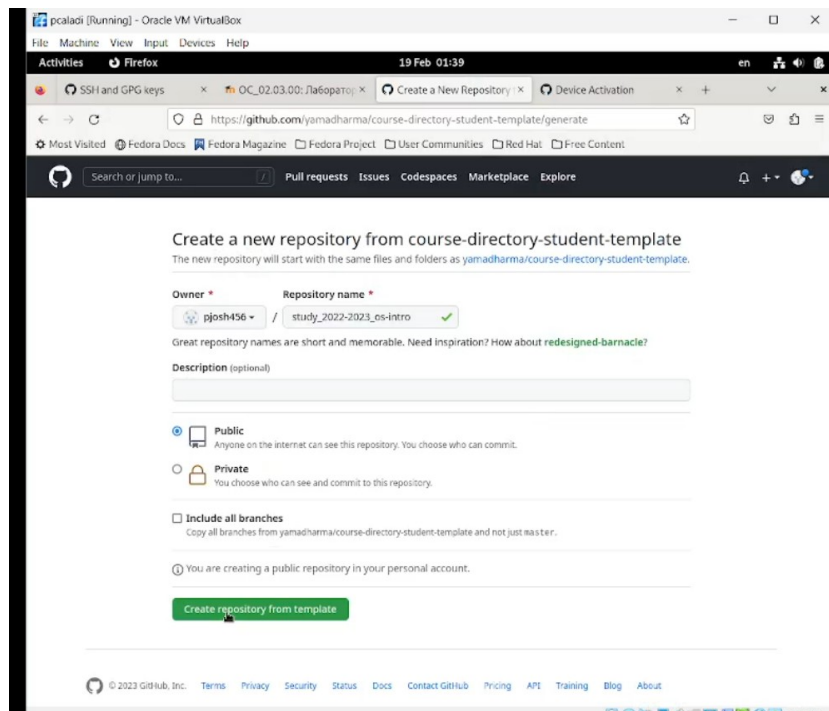 pcaladi [Running] - Oracle VM VirtualBox
File Machine View Input Devices Help
Activities Firefox 19 Feb 01:39 en
SSH and GPG keys × ОС_02.03.00: Лаборатор × Create a New Repository × Device Activation × +
https://github.com/yamadharma/course-directory-student-template/generate
Most Visited Fedora Docs Fedora Magazine Fedora Project User Communities Red Hat Free Content
Search or jump to... / Pull requests Issues Codespaces Marketplace Explore
Create a new repository from course-directory-student-template
The new repository will start with the same files and folders as yamadharma/course-directory-student-template.
Owner * Repository name *
pjosh456 / study_2022-2023_os-intro
Great repository names are short and memorable. Need inspiration? How about redesigned-barnacle?
Description (optional)
Public
Anyone on the internet can see this repository. You choose who can commit.
Private
You choose who can see and commit to this repository.
Include all branches
Copy all branches from yamadharma/course-directory-student-template and not just master.
You are creating a public repository in your personal account.
Create repository from template
© 2023 GitHub, Inc. Terms Privacy Security Status Docs Contact GitHub Pricing API Training Blog About